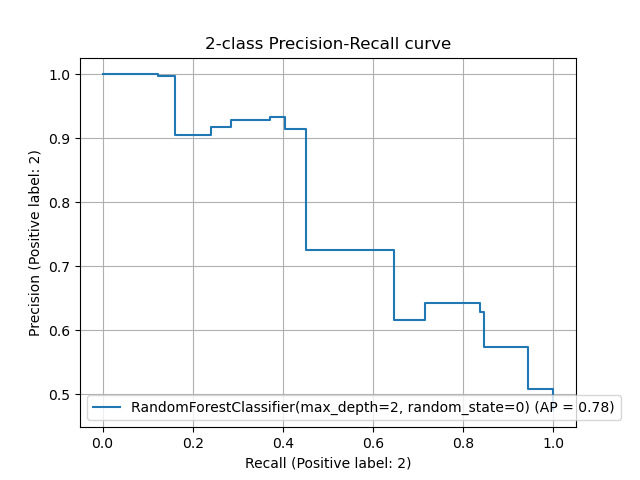 2-class Precision-Recall curve
Precision (Positive label: 2)
1.0
0.9
0.8
0.7
0.6
0.5
RandomForestClassifier(max_depth=2, random_state=0) (AP = 0.78)
0.0 0.2 0.4 0.6 0.8 1.0
Recall (Positive label: 2)